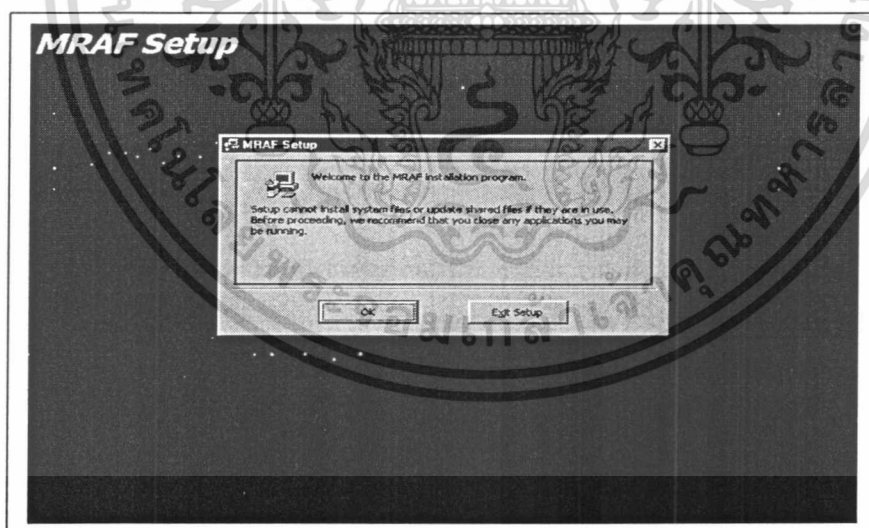 MRAF Setup
MRAF Setup
Welcome to the MRAF installation program.
Setup cannot install system files or update shared files if they are in use.
Before proceeding, we recommend that you close any applications you may
be running.
OK
Exit Setup